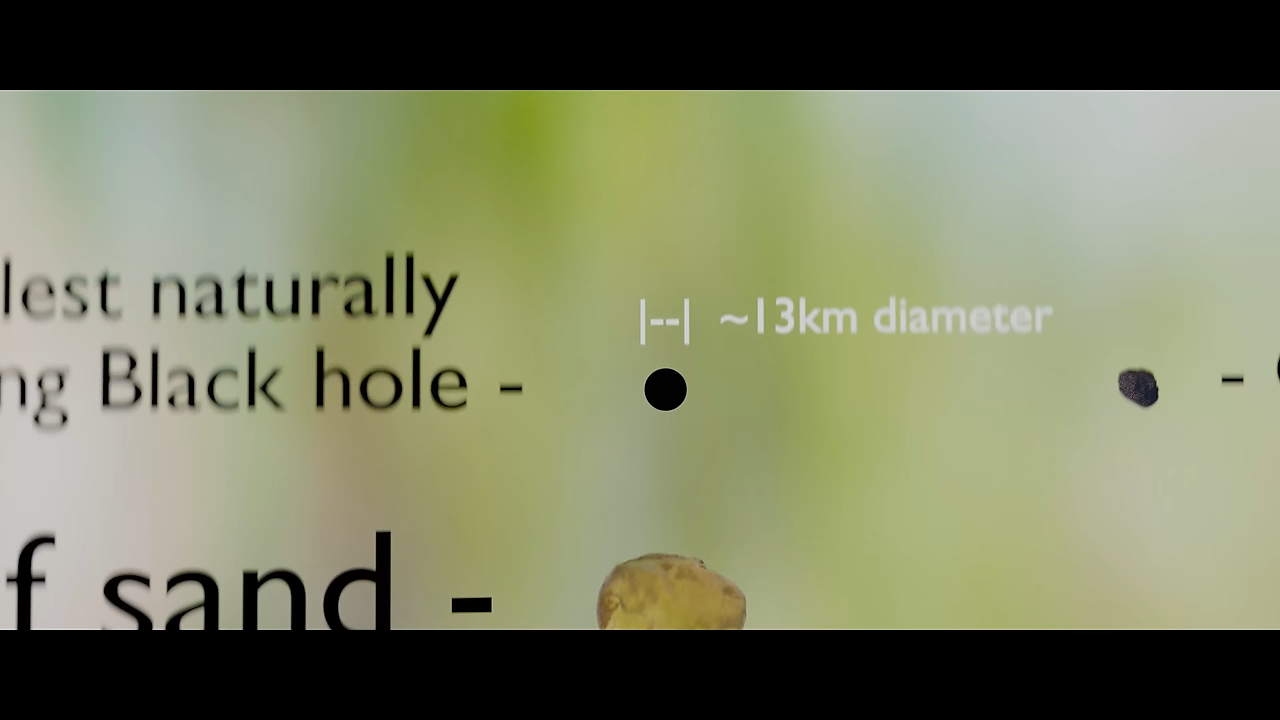 lest naturally
|--| ~13km diameter
ng Black hole -
-
f sand -